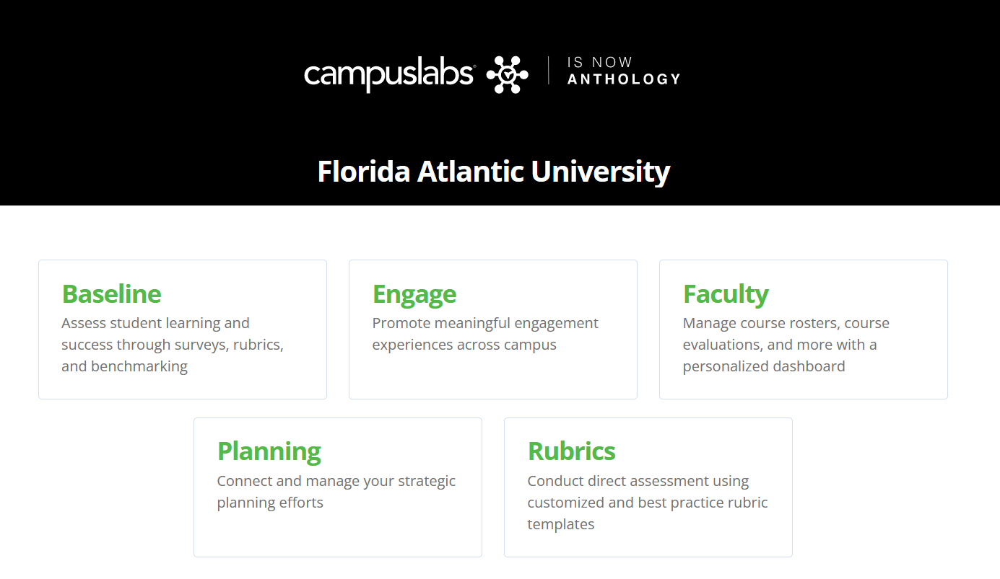 campuslabs® IS NOW
ANTHOLOGY
Florida Atlantic University
Baseline
Assess student learning and
success through surveys, rubrics,
and benchmarking
Engage
Promote meaningful engagement
experiences across campus
Faculty
Manage course rosters, course
evaluations, and more with a
personalized dashboard
Planning
Connect and manage your strategic
planning efforts
Rubrics
Conduct direct assessment using
customized and best practice rubric
templates